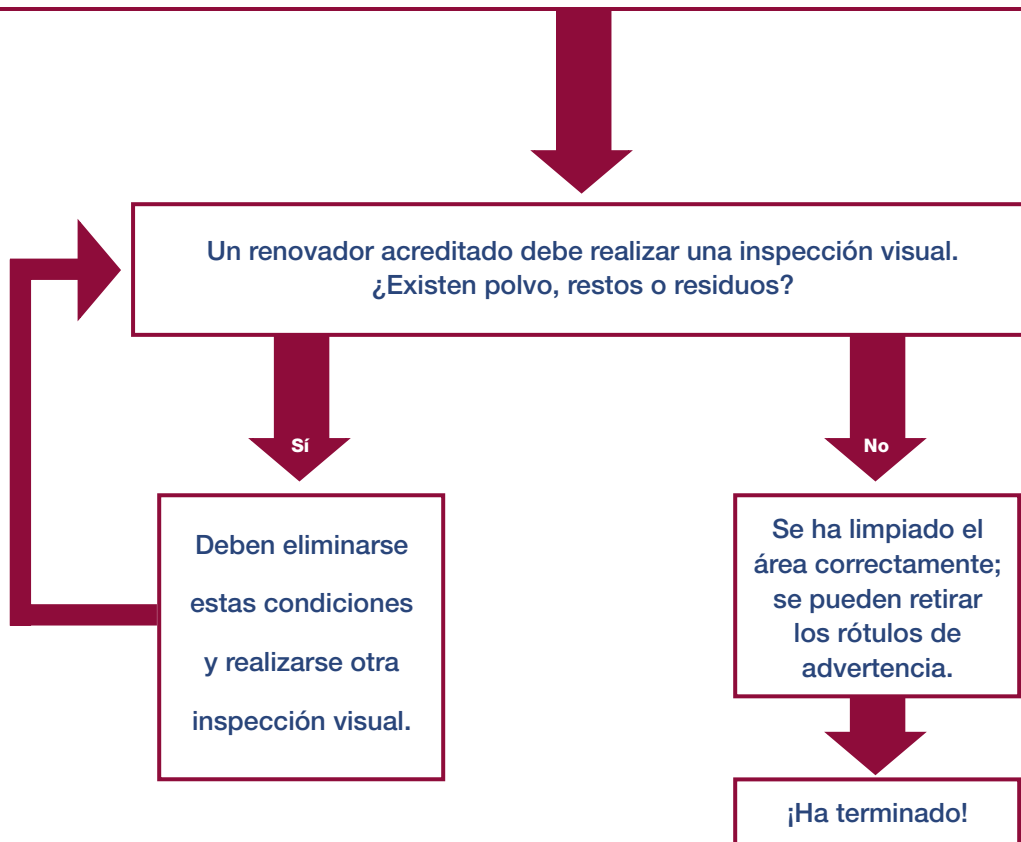 Un renovador acreditado debe realizar una inspección visual.
¿Existen polvo, restos o residuos?
Sí
No
Deben eliminarse
estas condiciones
y realizarse otra
inspección visual.
Se ha limpiado el
área correctamente;
se pueden retirar
los rótulos de
advertencia.
¡Ha terminado!